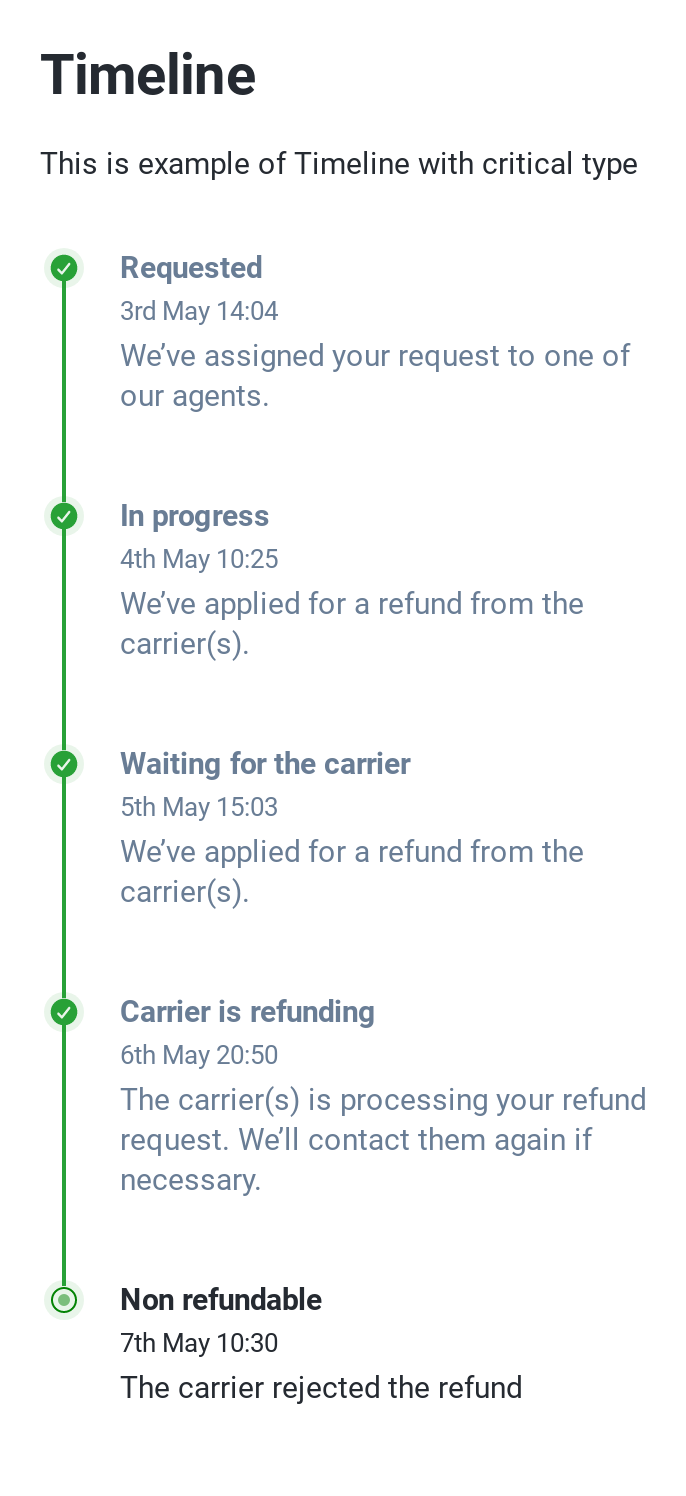 Timeline
This is example of Timeline with critical type
Requested
3rd May 14:04
We’ve assigned your request to one of
our agents.
In progress
4th May 10:25
We’ve applied for a refund from the
carrier(s).
Waiting for the carrier
5th May 15:03
We’ve applied for a refund from the
carrier(s).
Carrier is refunding
6th May 20:50
The carrier(s) is processing your refund
request. We’ll contact them again if
necessary.
Non refundable
7th May 10:30
The carrier rejected the refund